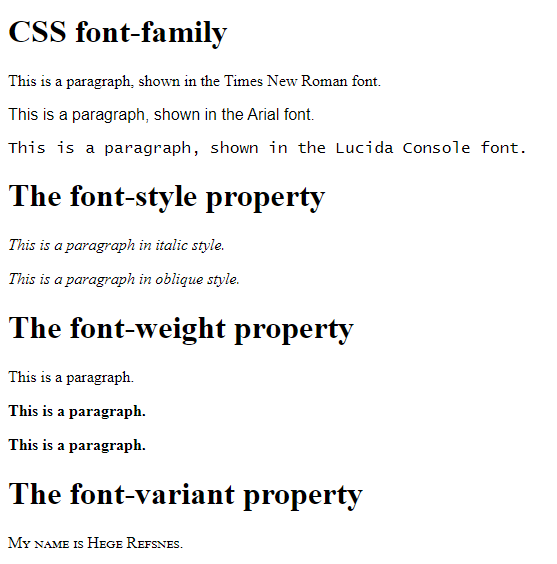 CSS font-family
This is a paragraph, shown in the Times New Roman font.
This is a paragraph, shown in the Arial font.
This is a paragraph, shown in the Lucida Console font.
The font-style property
This is a paragraph in italic style.
This is a paragraph in oblique style.
The font-weight property
This is a paragraph.
This is a paragraph.
This is a paragraph.
The font-variant property
My name is Hege Refsnes.